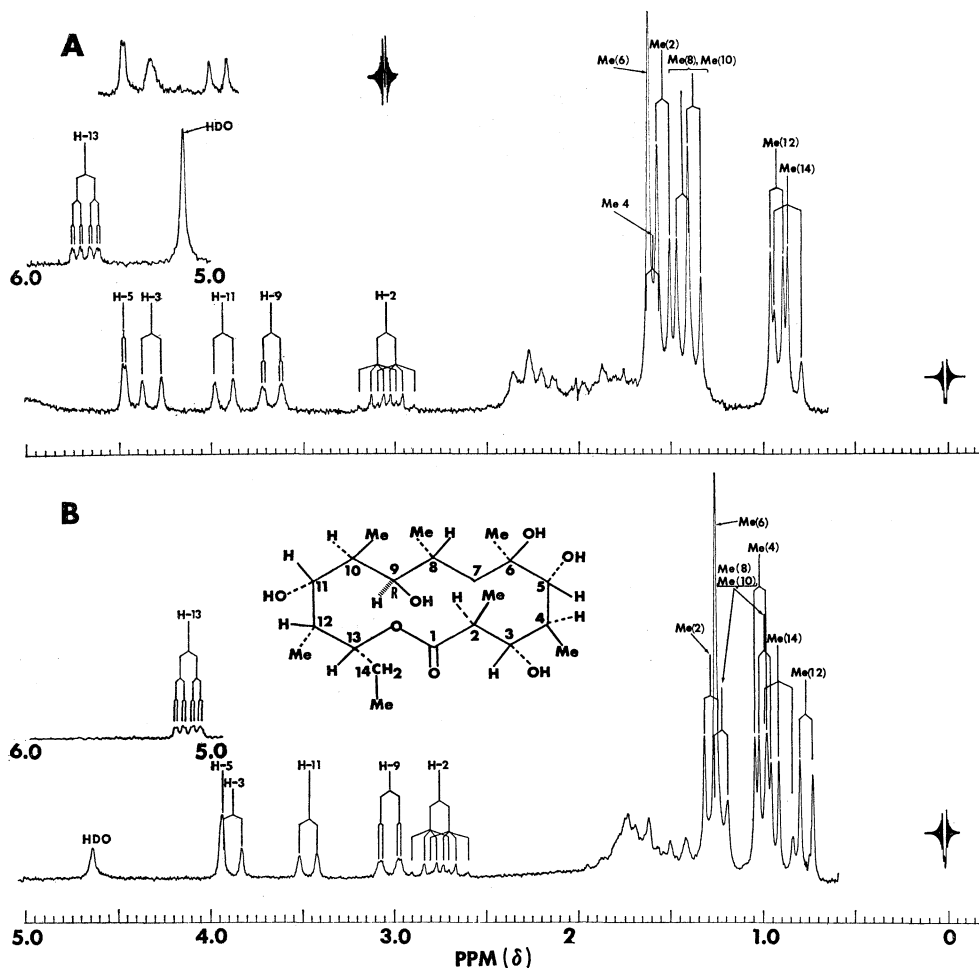 A
H-13
HDO
6.0 5.0
H-5 H-3 H-11 H-9 H-2
Me(6) Me(2) Me(8), Me(10)
Me 4
Me(12)
Me(14)
B
H Me Me H Me OH
OH
H 10 9 8 7 6 5
11 R
HO H OH H Me H
12 O 1 2 3 4 H
H 13
Me H 14 CH2 O H OH Me
Me
H-13
6.0 5.0
HDO
H-5 H-3 H-11 H-9 H-2
Me(6)
Me(4)
Me(8)
Me(10)
Me(2)
Me(14)
Me(12)
5.0 4.0 3.0 2 1.0 0
PPM (δ)